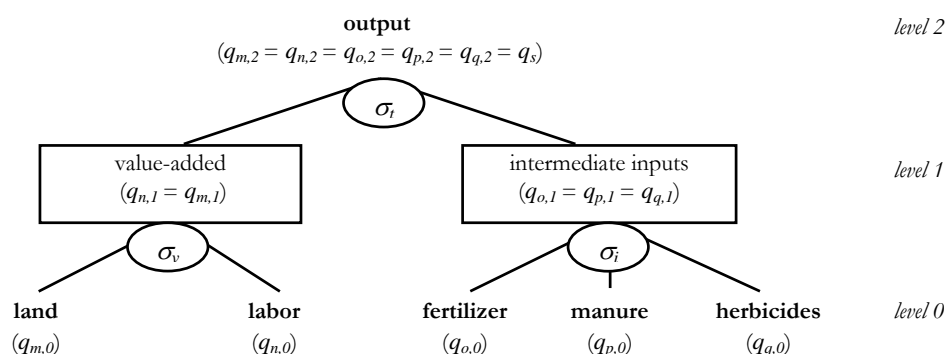 output
level 2
(q_{m,2} = q_{n,2} = q_{o,2} = q_{p,2} = q_{q,2} = q_s)
σ_t
value-added
intermediate inputs
level 1
(q_{n,1} = q_{m,1})
(q_{o,1} = q_{p,1} = q_{q,1})
σ_v
σ_i
land
labor
fertilizer
manure
herbicides
level 0
(q_{m,0})
(q_{n,0})
(q_{o,0})
(q_{p,0})
(q_{q,0})